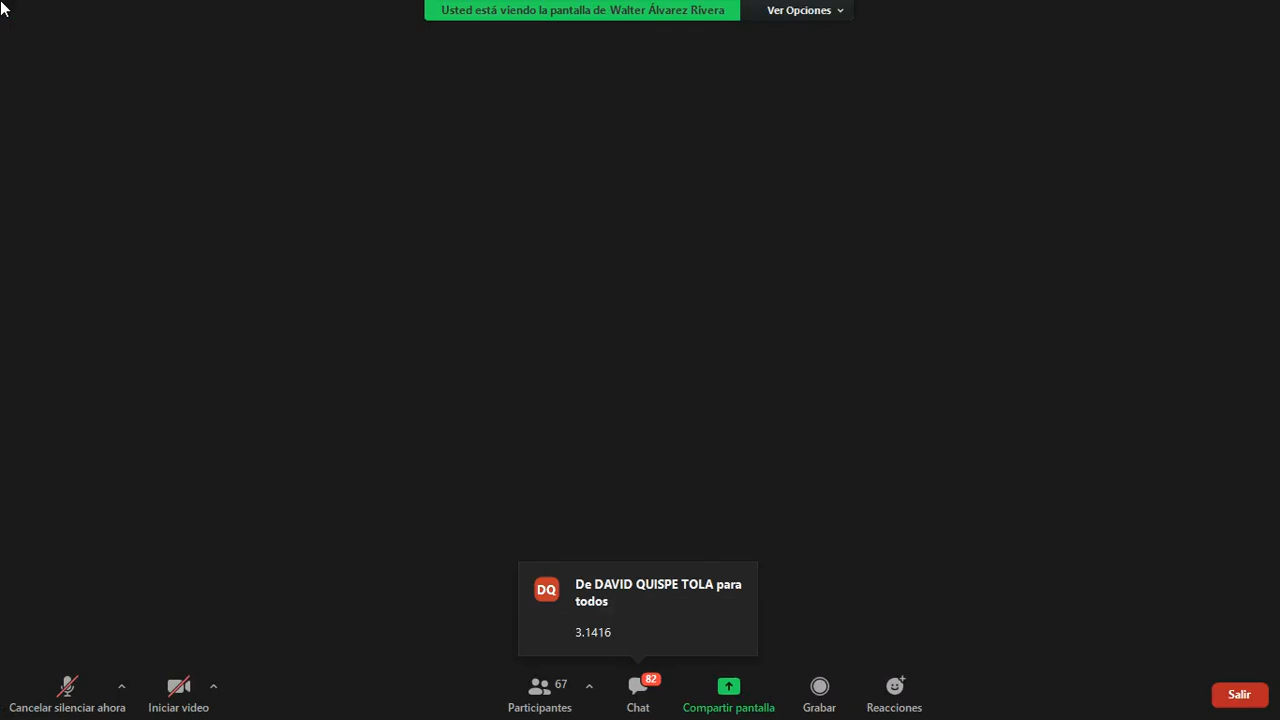 Usted está viendo la pantalla de Walter Álvarez Rivera
Ver Opciones
DQ
De DAVID QUISPE TOLA para
todos
3.1416
Cancelar silenciar ahora
Iniciar video
67
Participantes
82
Chat
Compartir pantalla
Grabar
Reacciones
Salir